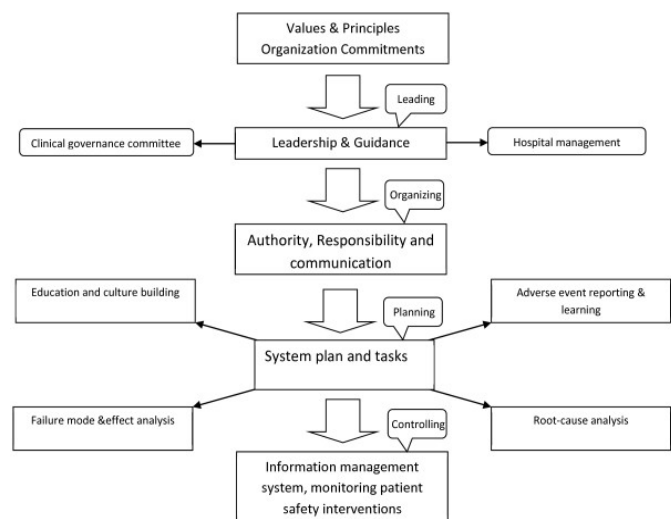 Values & Principles
Organization Commitments
Leading
Clinical governance committee
Leadership & Guidance
Hospital management
Organizing
Authority, Responsibility and
communication
Education and culture building
Adverse event reporting &
learning
Planning
System plan and tasks
Failure mode &effect analysis
Root-cause analysis
Controlling
Information management
system, monitoring patient
safety interventions